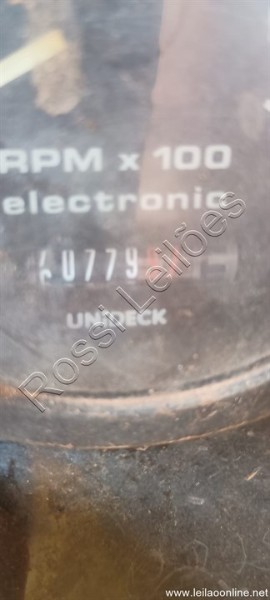 RPM x 100
electronic
0779
UNIDECK
Rossi Leilões
www.leilaoonline.net